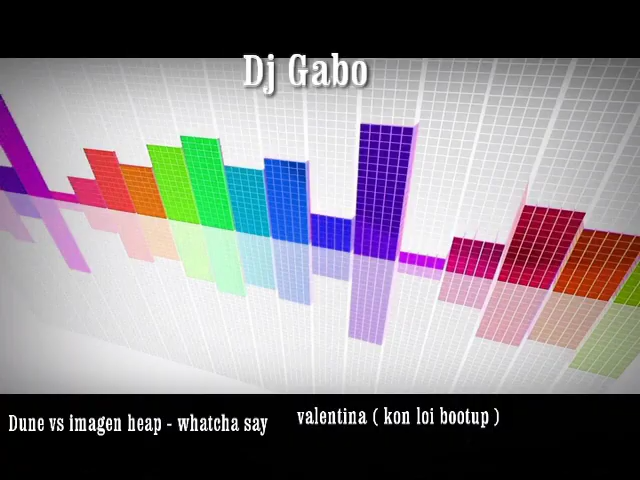 Dj Gabo
Dune vs imagen heap - whatcha say
valentina ( kon loi bootup )